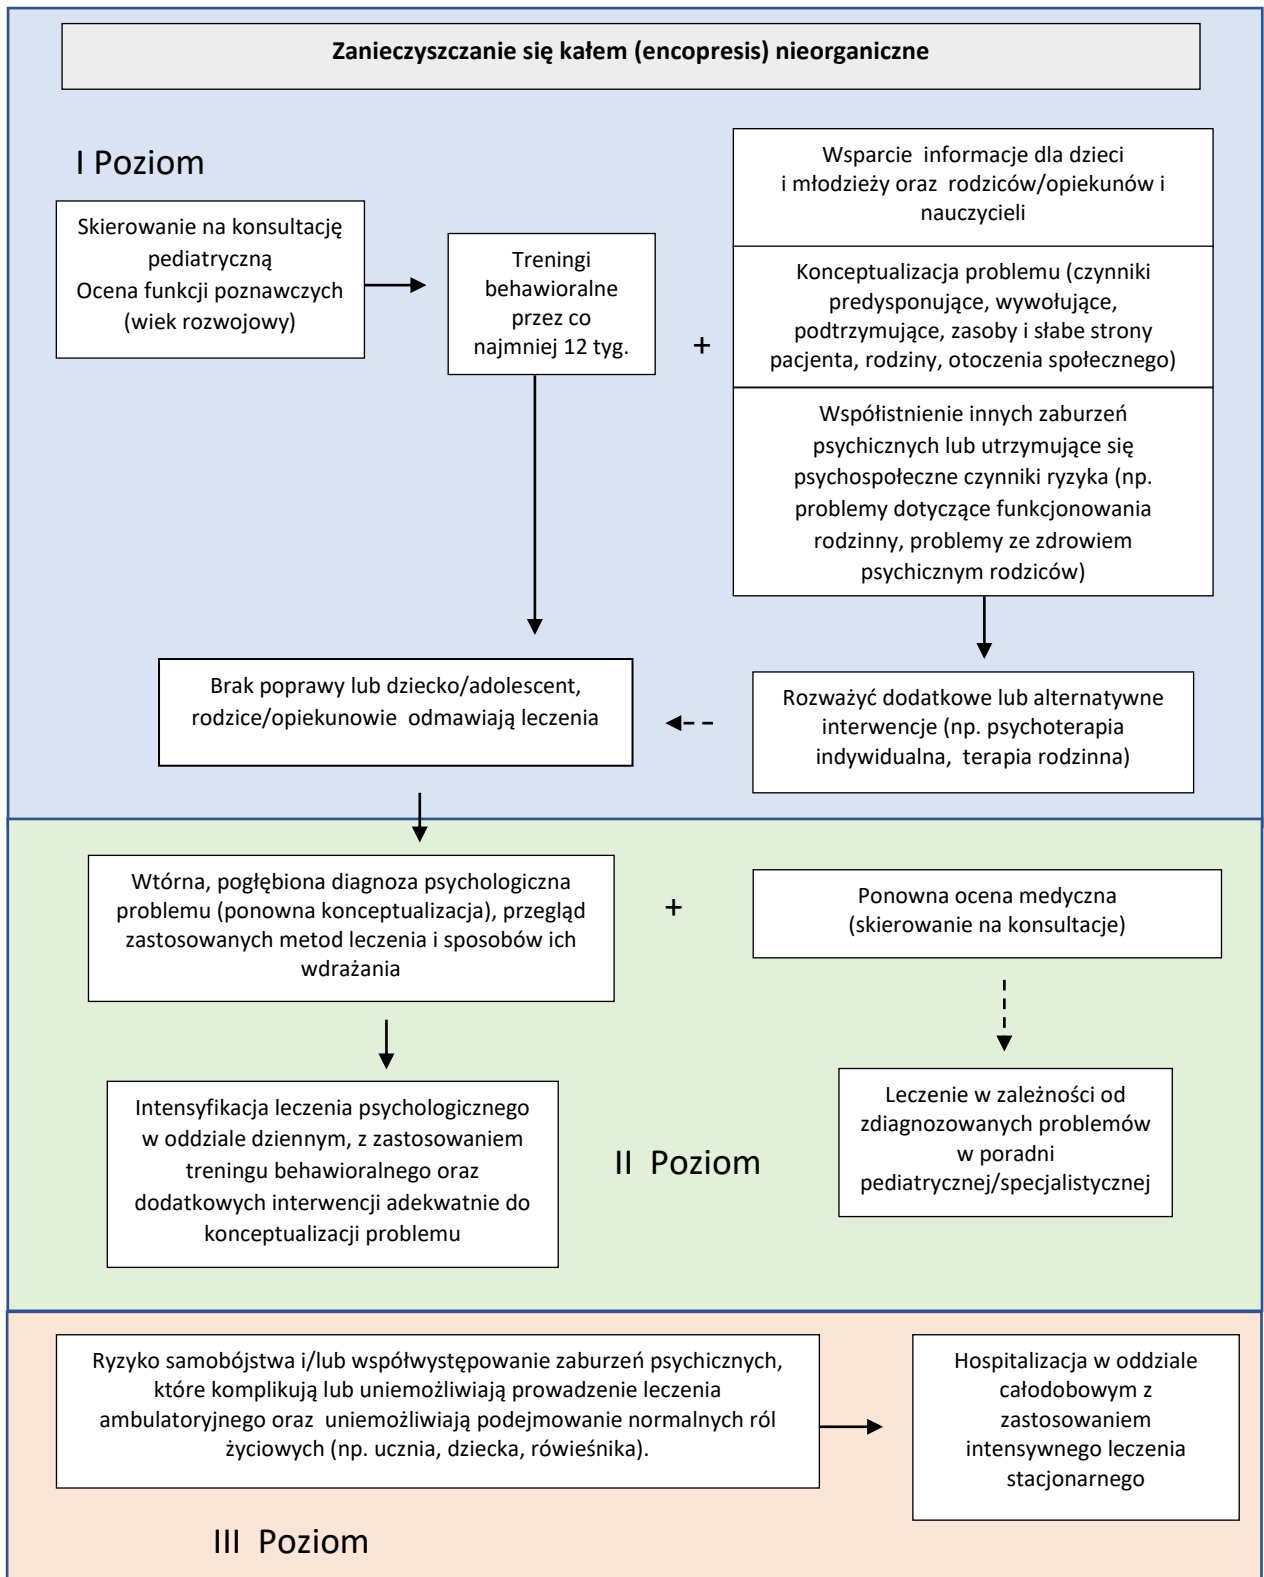 Zanieczyszczanie się kałem (encopresis) nieorganiczne
I Poziom
Skierowanie na konsultację
pediatryczną
Ocena funkcji poznawczych
(wiek rozwojowy)
Treningi
behawioralne
przez co
najmniej 12 tyg.
+
Wsparcie informacje dla dzieci
i młodzieży oraz rodziców/opiekunów i
nauczycieli
Konceptualizacja problemu (czynniki
predysponujące, wywołujące,
podtrzymujące, zasoby i słabe strony
pacjenta, rodziny, otoczenia społecznego)
Współistnienie innych zaburzeń
psychicznych lub utrzymujące się
psychospołeczne czynniki ryzyka (np.
problemy dotyczące funkcjonowania
rodzinny, problemy ze zdrowiem
psychicznym rodziców)
Brak poprawy lub dziecko/adolescent,
rodzice/opiekunowie odmawiają leczenia
Rozważyć dodatkowe lub alternatywne
interwencje (np. psychoterapia
indywidualna, terapia rodzinna)
Wtórna, pogłębiona diagnoza psychologiczna
problemu (ponowna konceptualizacja), przegląd
zastosowanych metod leczenia i sposobów ich
wdrażania
+
Ponowna ocena medyczna
(skierowanie na konsultacje)
Intensyfikacja leczenia psychologicznego
w oddziale dziennym, z zastosowaniem
treningu behawioralnego oraz
dodatkowych interwencji adekwatnie do
konceptualizacji problemu
II Poziom
Leczenie w zależności od
zdiagnozowanych problemów
w poradni
pediatrycznej/specjalistycznej
Ryzyko samobójstwa i/lub współwystępowanie zaburzeń psychicznych,
które komplikują lub uniemożliwiają prowadzenie leczenia
ambulatoryjnego oraz uniemożliwiają podejmowanie normalnych ról
życiowych (np. ucznia, dziecka, rówieśnika).
Hospitalizacja w oddziale
całodobowym z
zastosowaniem
intensywnego leczenia
stacjonarnego
III Poziom